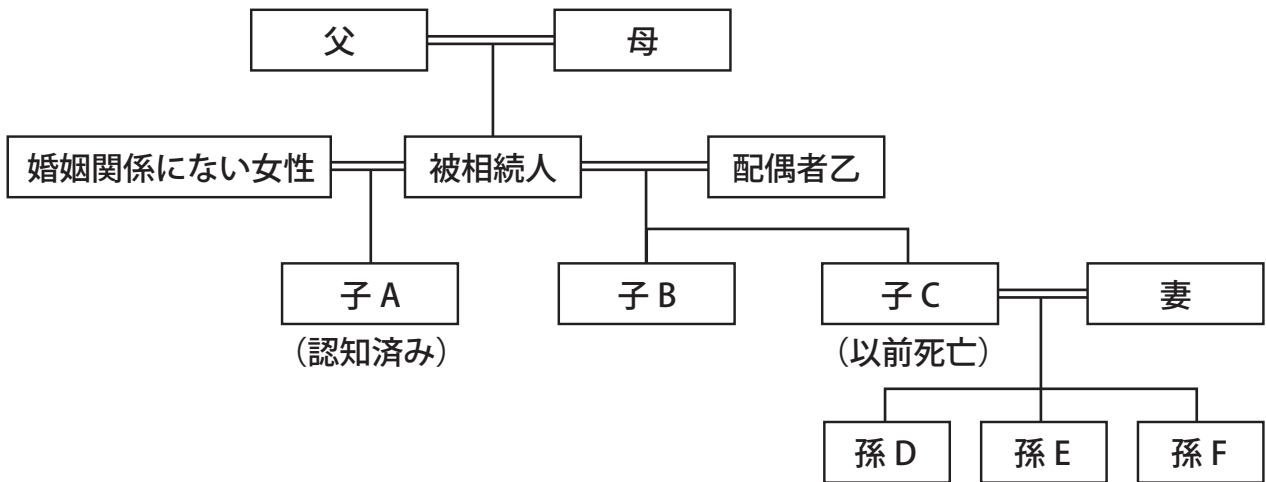 父
母
婚姻関係にない女性
被相続人
配偶者乙
子 A
子 B
子 C
妻
（認知済み）
（以前死亡）
孫 D
孫 E
孫 F